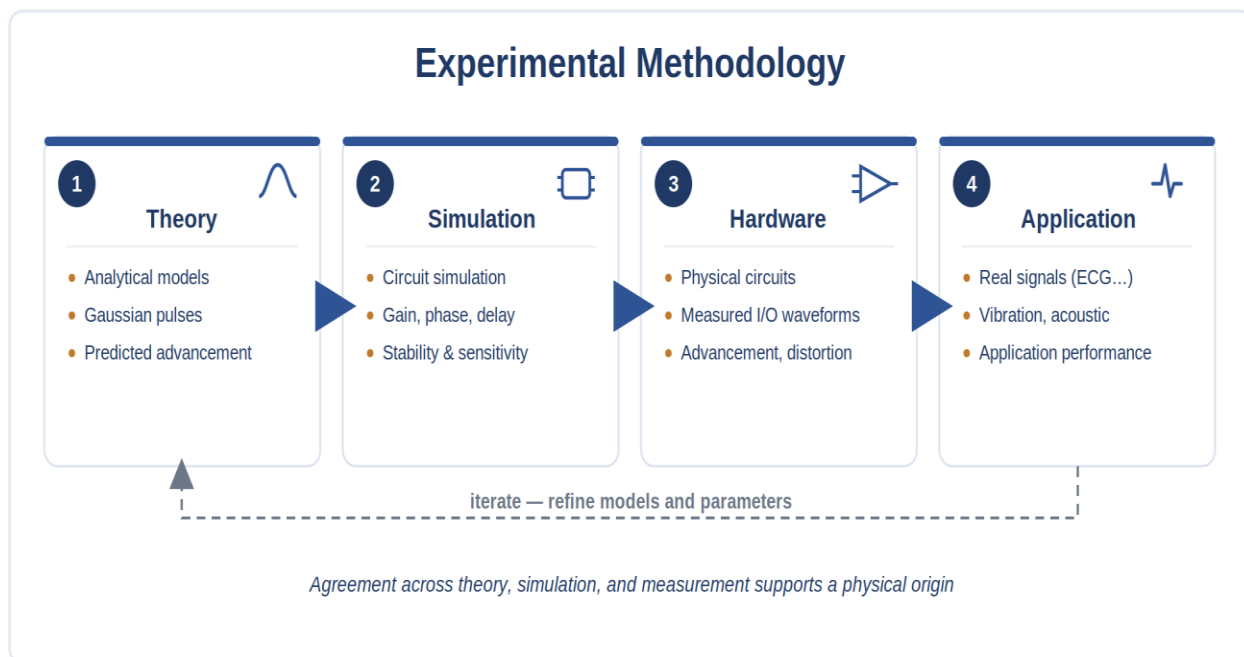 Experimental Methodology
1
Theory
• Analytical models
• Gaussian pulses
• Predicted advancement
2
Simulation
• Circuit simulation
• Gain, phase, delay
• Stability & sensitivity
3
Hardware
• Physical circuits
• Measured I/O waveforms
• Advancement, distortion
4
Application
• Real signals (ECG...)
• Vibration, acoustic
• Application performance
iterate — refine models and parameters
Agreement across theory, simulation, and measurement supports a physical origin